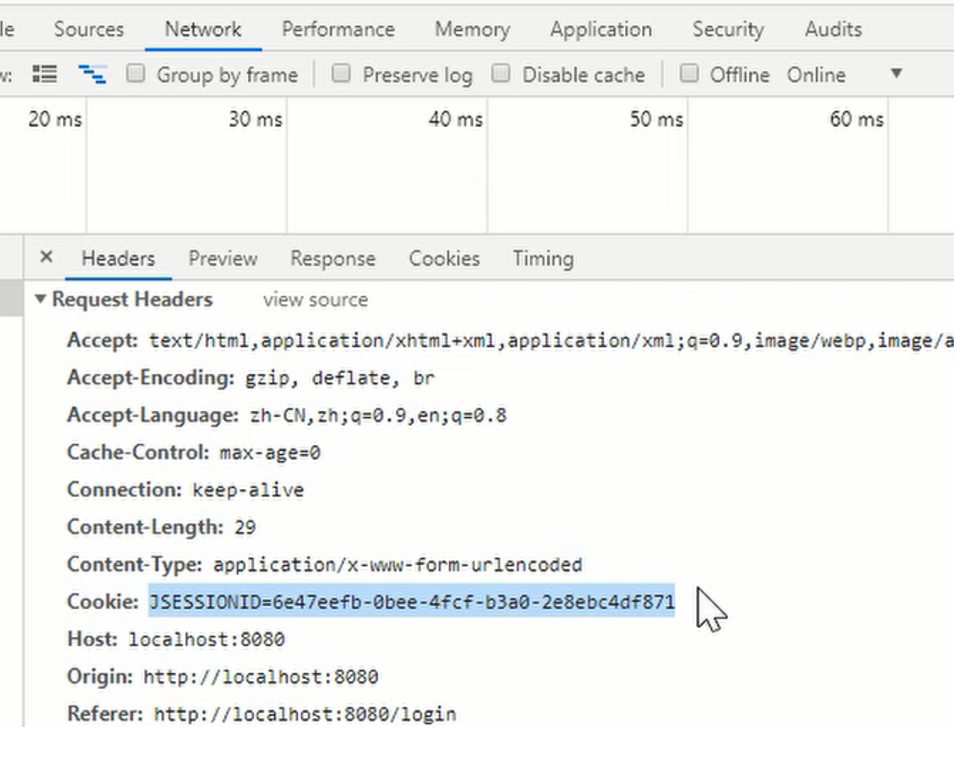 le Sources Network Performance Memory Application Security Audits
w: Group by frame Preserve log Disable cache Offline Online
20 ms 30 ms 40 ms 50 ms 60 ms
× Headers Preview Response Cookies Timing
Request Headers view source
Accept: text/html,application/xhtml+xml,application/xml;q=0.9,image/webp,image/a
Accept-Encoding: gzip, deflate, br
Accept-Language: zh-CN,zh;q=0.9,en;q=0.8
Cache-Control: max-age=0
Connection: keep-alive
Content-Length: 29
Content-Type: application/x-www-form-urlencoded
Cookie: JSESSIONID=6e47eefb-0bee-4fcf-b3a0-2e8ebc4df871
Host: localhost:8080
Origin: http://localhost:8080
Referer: http://localhost:8080/login